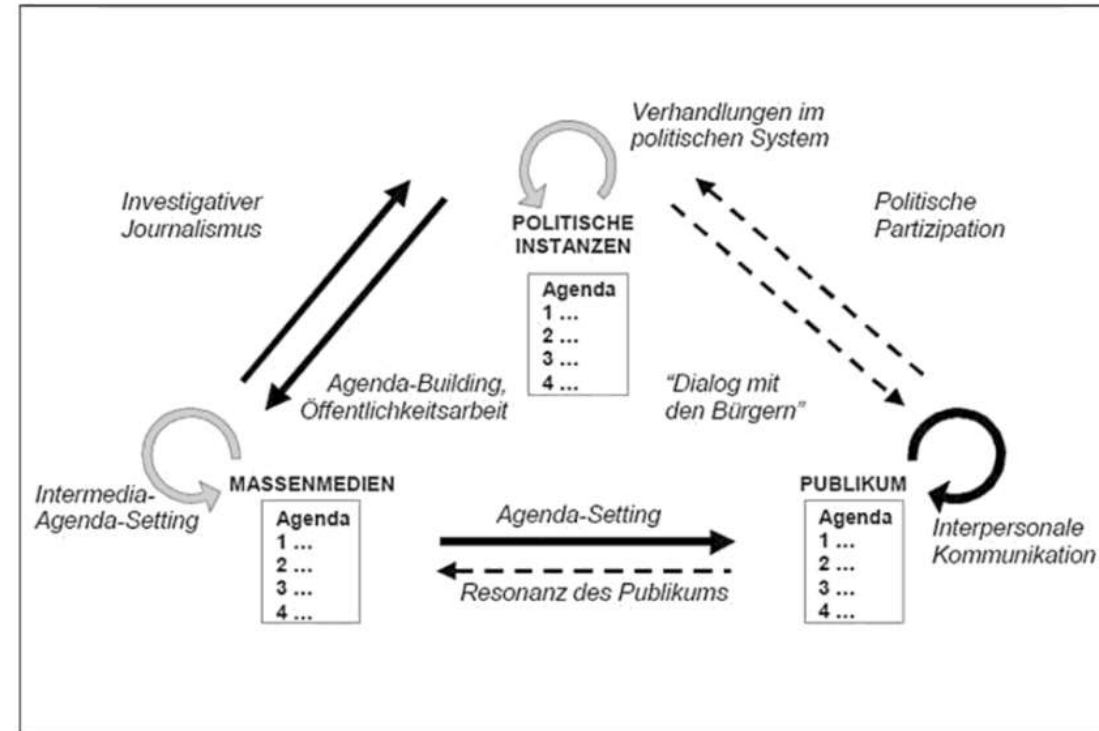 Verhandlungen im
politischen System
Investigativer
Journalismus
POLITISCHE
INSTANZEN
Politische
Partizipation
Agenda
1 ...
2 ...
3 ...
4 ...
Agenda-Building,
Öffentlichkeitsarbeit
“Dialog mit
den Bürgern”
Intermedia-
Agenda-Setting
MASSENMEDIEN
Agenda
1 ...
2 ...
3 ...
4 ...
Agenda-Setting
Resonanz des Publikums
PUBLIKUM
Agenda
1 ...
2 ...
3 ...
4 ...
Interpersonale
Kommunikation